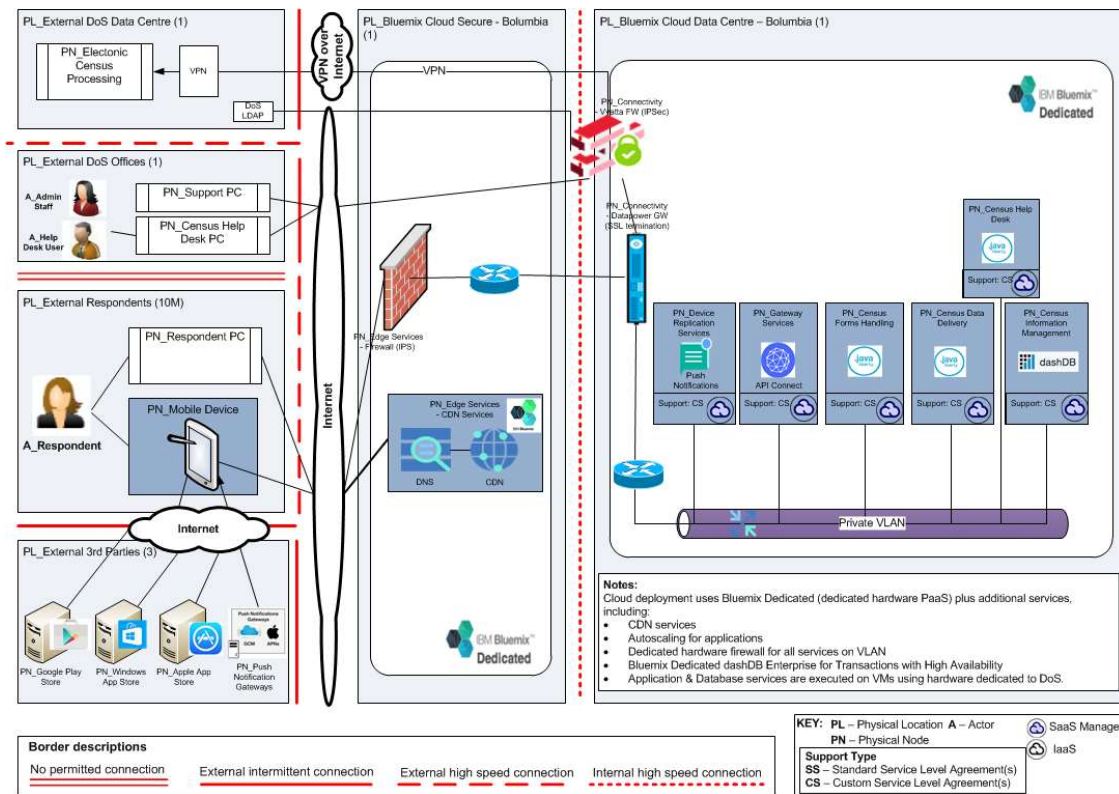 PL_External DoS Data Centre (1)
PN_Electonic
Census
Processing
VPN
DoS
LDAP
VPN over
Internet
PL_Bluemix Cloud Secure - Bolumbia
(1)
VPN
PL_Bluemix Cloud Data Centre – Bolumbia (1)
IBM Bluemix™
Dedicated
PN_Connectivity
- Vyatta FW (IPSec)
PL_External DoS Offices (1)
A_Admin
Staff
PN_Support PC
A_Help
Desk User
PN_Census Help
Desk PC
PN_Connectivity
- Datapower GW
(SSL termination)
PN_Census Help
Desk
java
liberty
Support: CS
PL_External Respondents (10M)
PN_Respondent PC
A_Respondent
PN_Mobile Device
Internet
Internet
PN_Edge Services
- Firewall (IPS)
PN_Edge Services
- CDN Services
IBM Bluemix
DNS
CDN
PN_Device
Replication
Services
Push
Notifications
Support: CS
PN_Gateway
Services
API Connect
Support: CS
PN_Census
Forms Handling
java
liberty
Support: CS
PN_Census Data
Delivery
java
liberty
Support: CS
PN_Census
Information
Management
dashDB
Support: CS
Private VLAN
PL_External 3rd Parties (3)
PN_Google Play
Store
PN_Windows
App Store
PN_Apple App
Store
Push Notifications
Gateways
GCM
APNs
PN_Push
Notification
Gateways
IBM Bluemix™
Dedicated
Notes:
Cloud deployment uses Bluemix Dedicated (dedicated hardware PaaS) plus additional services,
including:
• CDN services
• Autoscaling for applications
• Dedicated hardware firewall for all services on VLAN
• Bluemix Dedicated dashDB Enterprise for Transactions with High Availability
• Application & Database services are executed on VMs using hardware dedicated to DoS.
Border descriptions
No permitted connection
External intermittent connection
External high speed connection
Internal high speed connection
KEY: PL – Physical Location A – Actor
PN – Physical Node
Support Type
SS – Standard Service Level Agreement(s)
CS – Custom Service Level Agreement(s)
SaaS Manage
IaaS